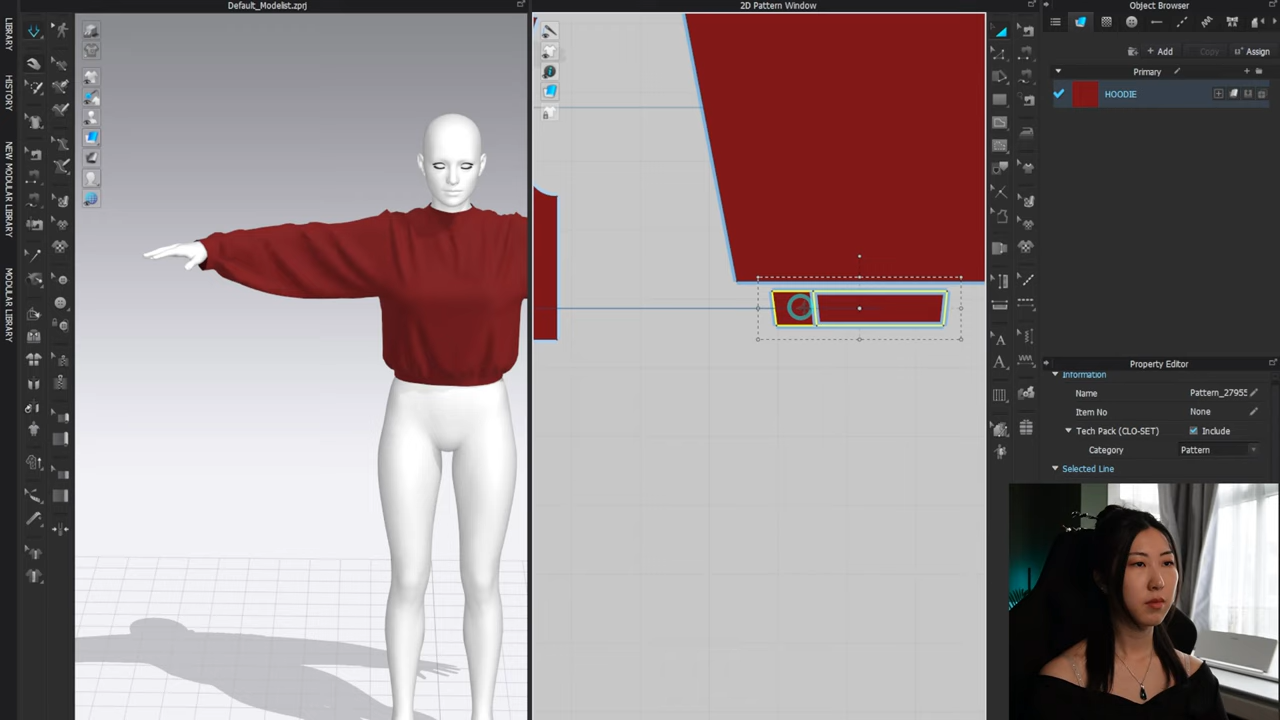 Default_Modelist.zprj
2D Pattern Window
Object Browser
LIBRARY
HISTORY
NEW MODULAR LIBRARY
MODULAR LIBRARY
+ Add
Copy
Assign
Primary
HOODIE
Property Editor
Information
Name
Pattern_27955
Item No
None
Tech Pack (CLO-SET)
Include
Category
Pattern
Selected Line